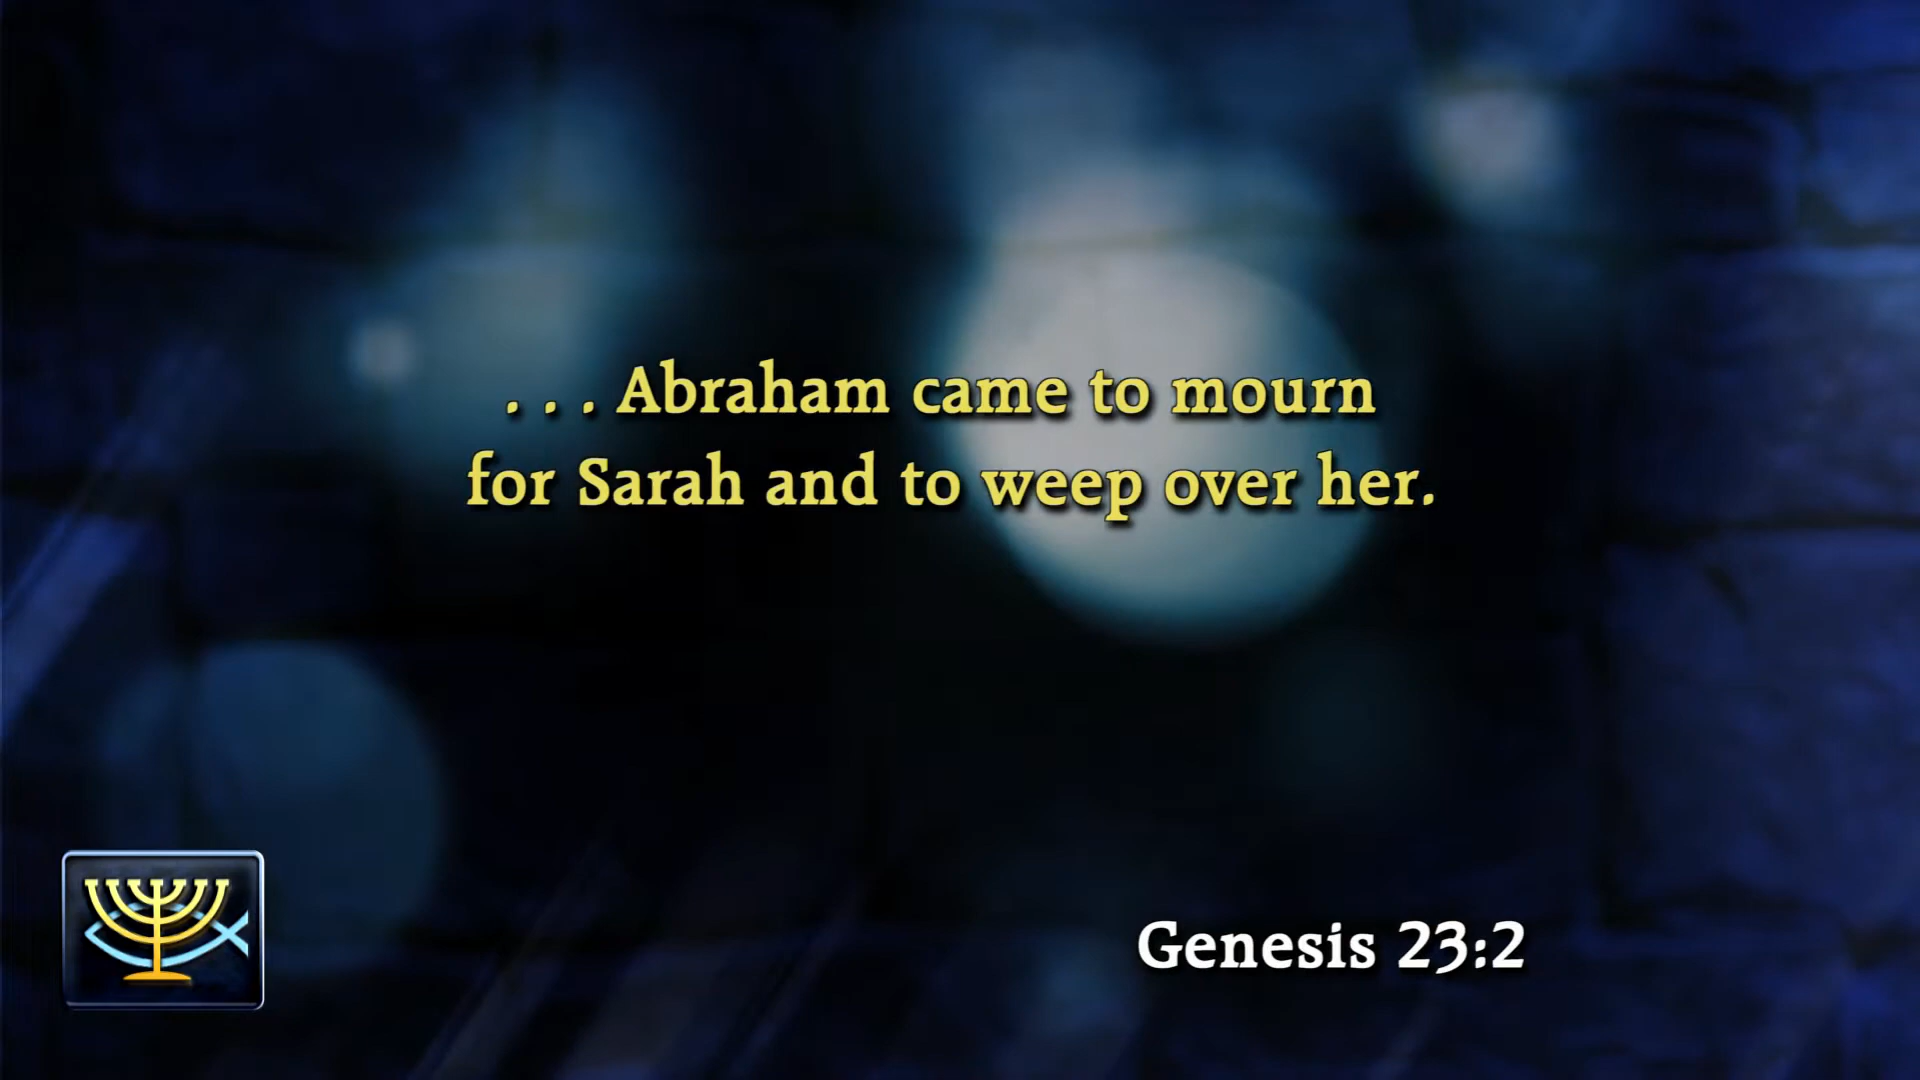 . . . Abraham came to mourn
for Sarah and to weep over her.
Genesis 23:2